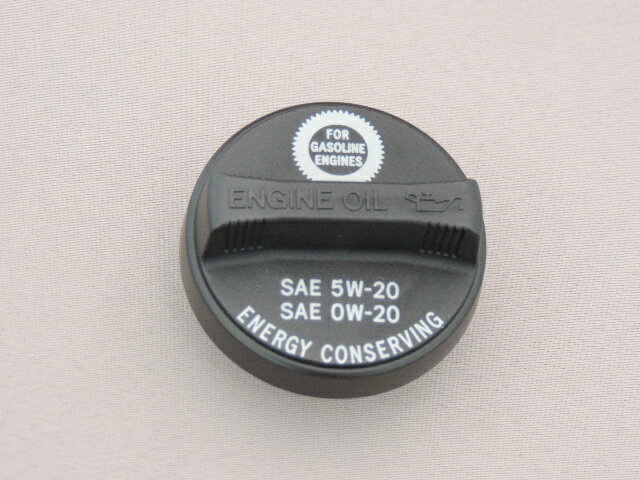 FOR
GASOLINE
ENGINES
ENGINE OIL
SAE 5W-20
SAE 0W-20
ENERGY CONSERVING